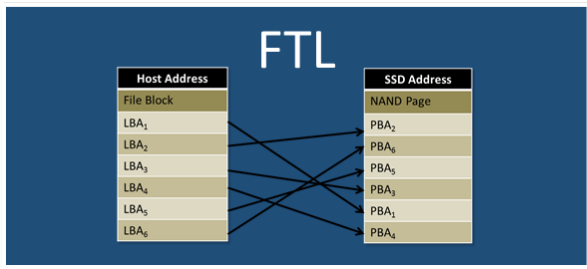 FTL
Host Address
File Block
LBA₁
LBA₂
LBA₃
LBA₄
LBA₅
LBA₆
SSD Address
NAND Page
PBA₂
PBA₆
PBA₅
PBA₃
PBA₁
PBA₄